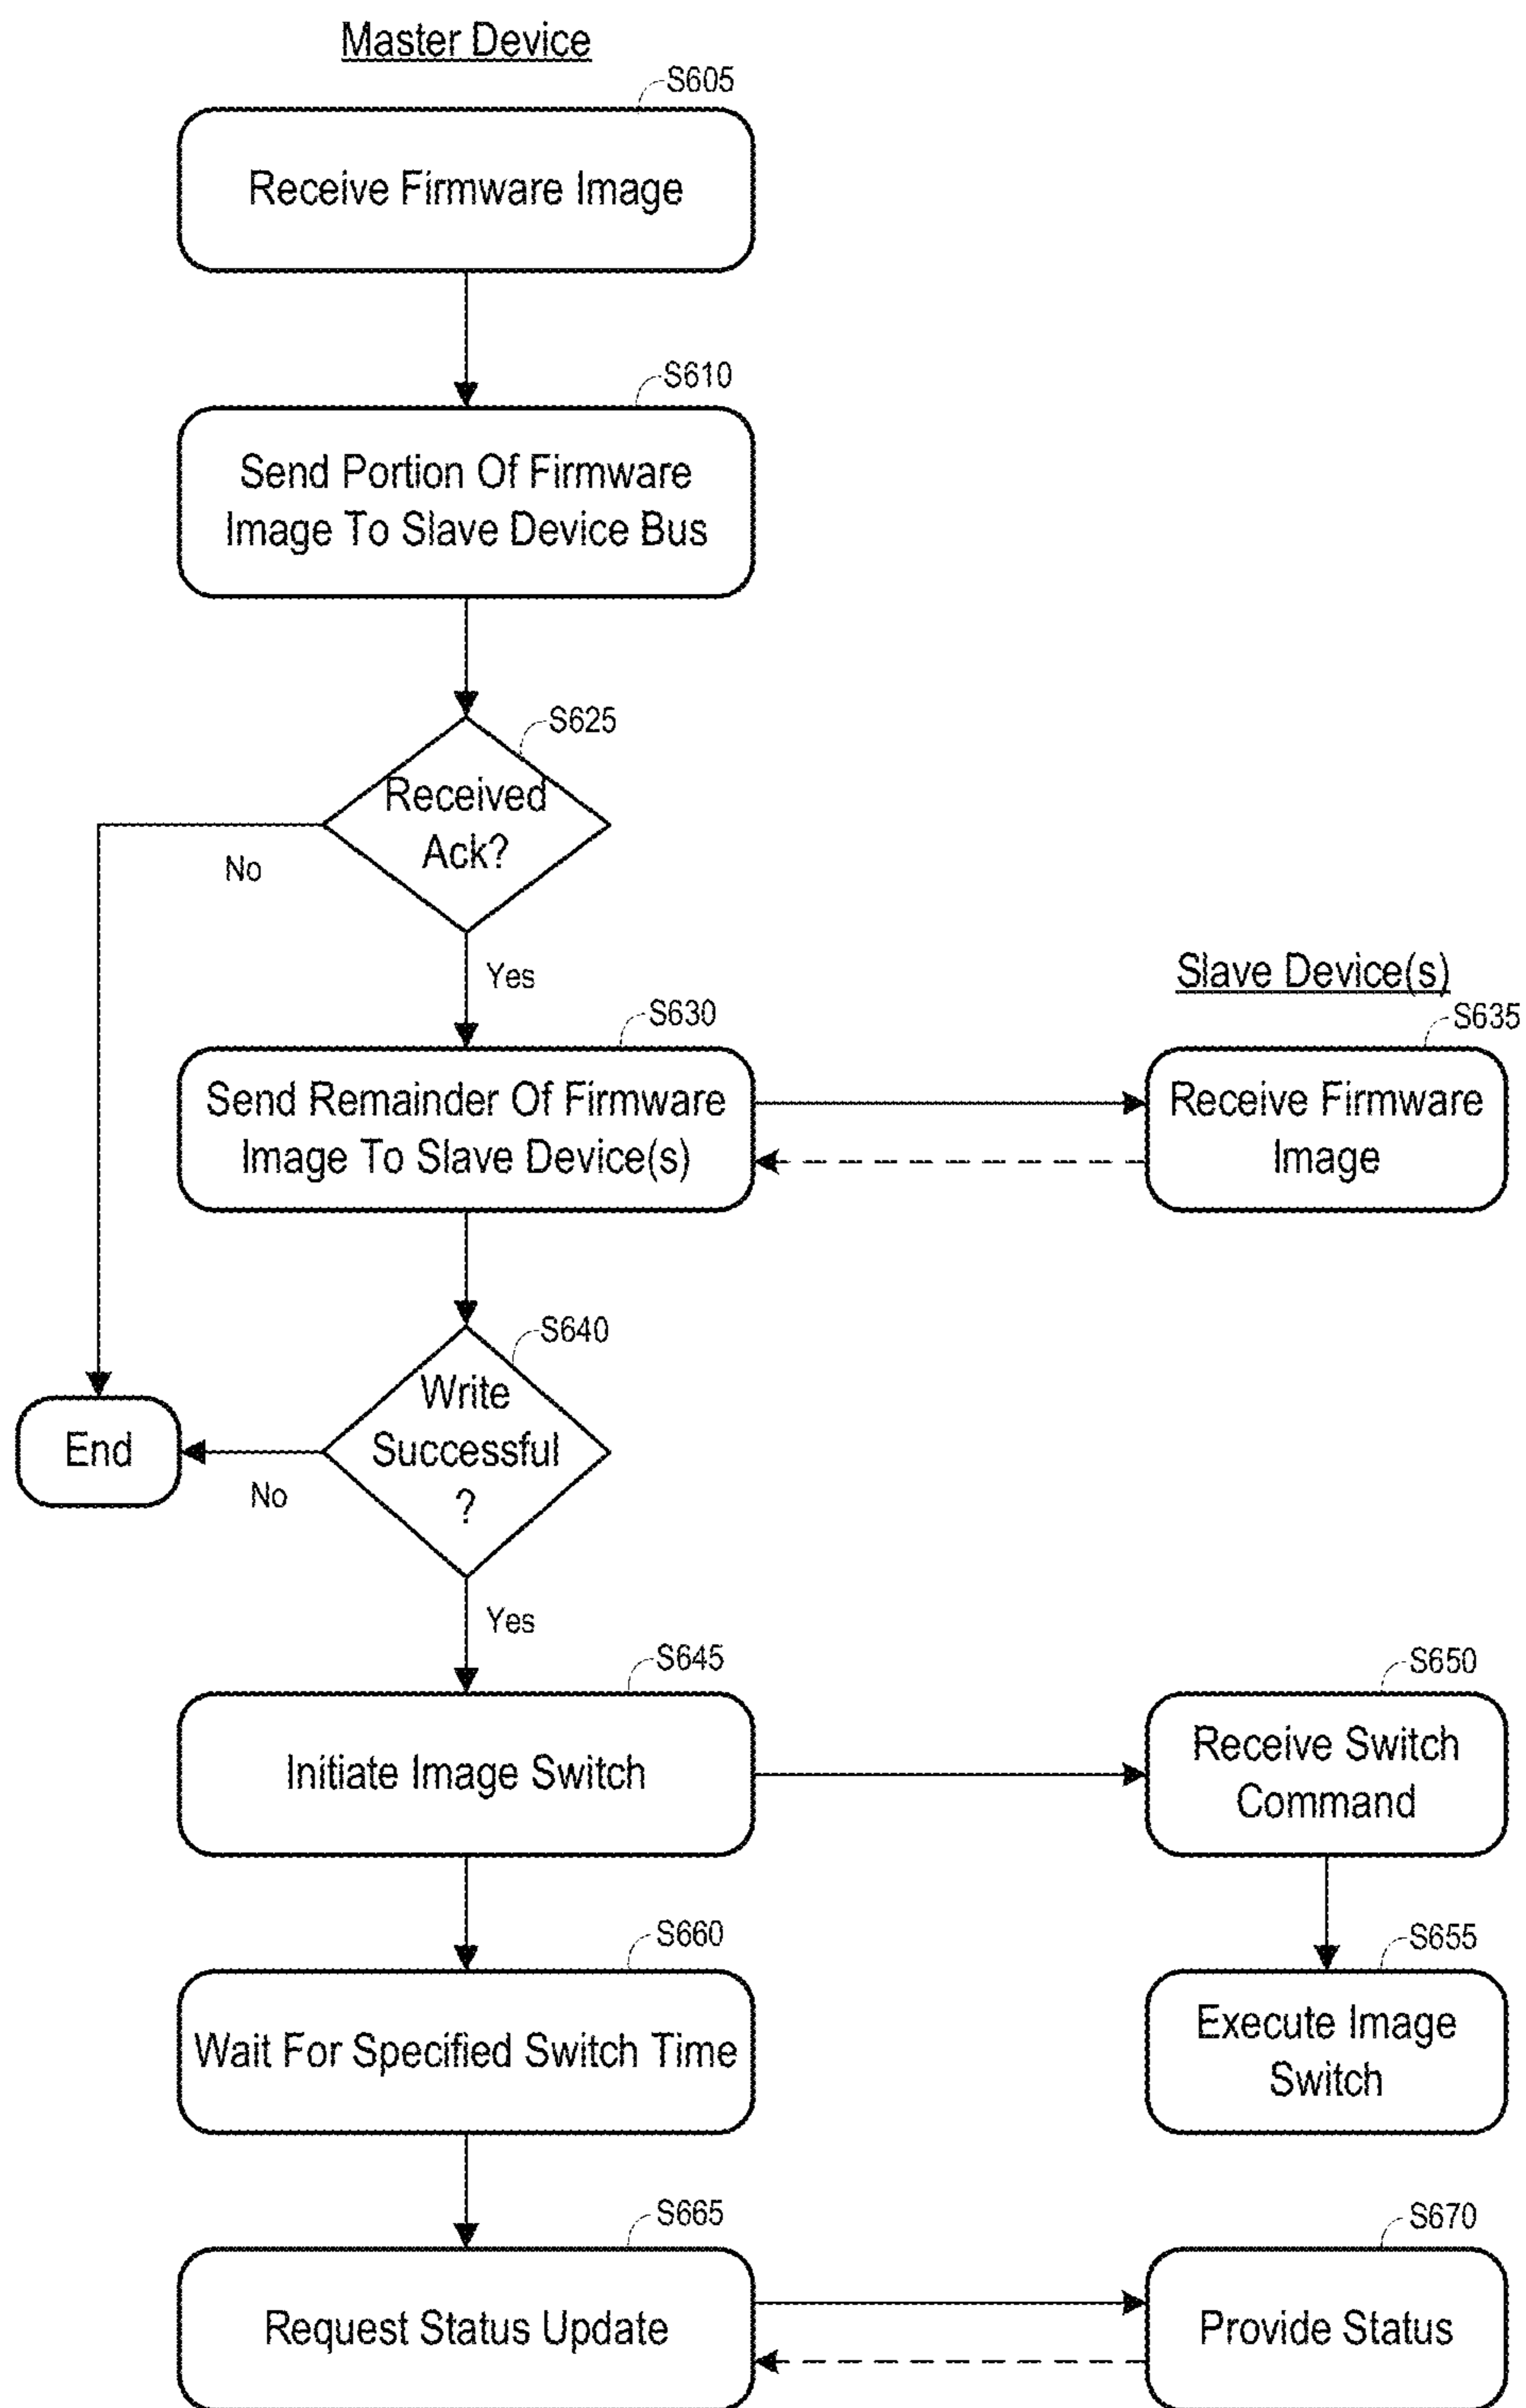 Master Device
S605
Receive Firmware Image
S610
Send Portion Of Firmware
Image To Slave Device Bus
S625
Received
Ack?
No
Yes
Slave Device(s)
S630
S635
Send Remainder Of Firmware
Image To Slave Device(s)
Receive Firmware
Image
S640
Write
Successful
?
End
No
Yes
S645
S650
Initiate Image Switch
Receive Switch
Command
S660
S655
Wait For Specified Switch Time
Execute Image
Switch
S665
S670
Request Status Update
Provide Status